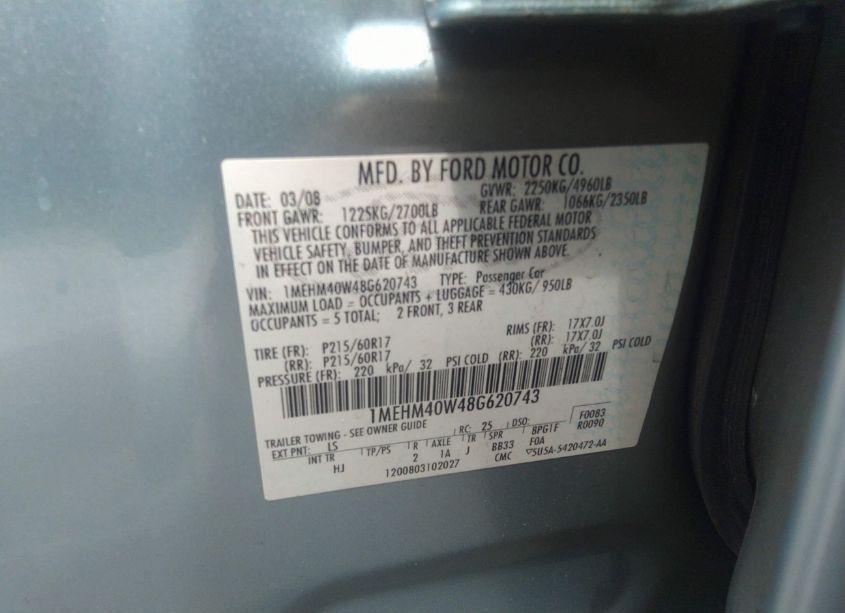 MFD. BY FORD MOTOR CO.
DATE: 03/08 GVWR: 2250KG/4960LB
FRONT GAWR: 1225KG/2700LB REAR GAWR: 1066KG/2350LB
THIS VEHICLE CONFORMS TO ALL APPLICABLE FEDERAL MOTOR
VEHICLE SAFETY, BUMPER, AND THEFT PREVENTION STANDARDS
IN EFFECT ON THE DATE OF MANUFACTURE SHOWN ABOVE.
VIN: 1MEHM40W48G620743 TYPE: Passenger Car
MAXIMUM LOAD = OCCUPANTS + LUGGAGE = 430KG/ 950LB
OCCUPANTS = 5 TOTAL; 2 FRONT, 3 REAR
TIRE (FR): P215/60R17 RIMS (FR): 17X7.0J
(RR): P215/60R17 (RR): 17X7.0J
PRESSURE (FR): 220 kPa/ 32 PSI COLD (RR): 220 kPa/ 32 PSI COLD
1MEHM40W48G620743
TRAILER TOWING - SEE OWNER GUIDE
EXT PNT: LS RC: 25 DSO: F0083
R0090
INT TR TP/PS R AXLE TR SPR BPGTF
HJ 2 1A J BB33 F0A
1200803102027 CMC ▽5U5A-5420472-AA